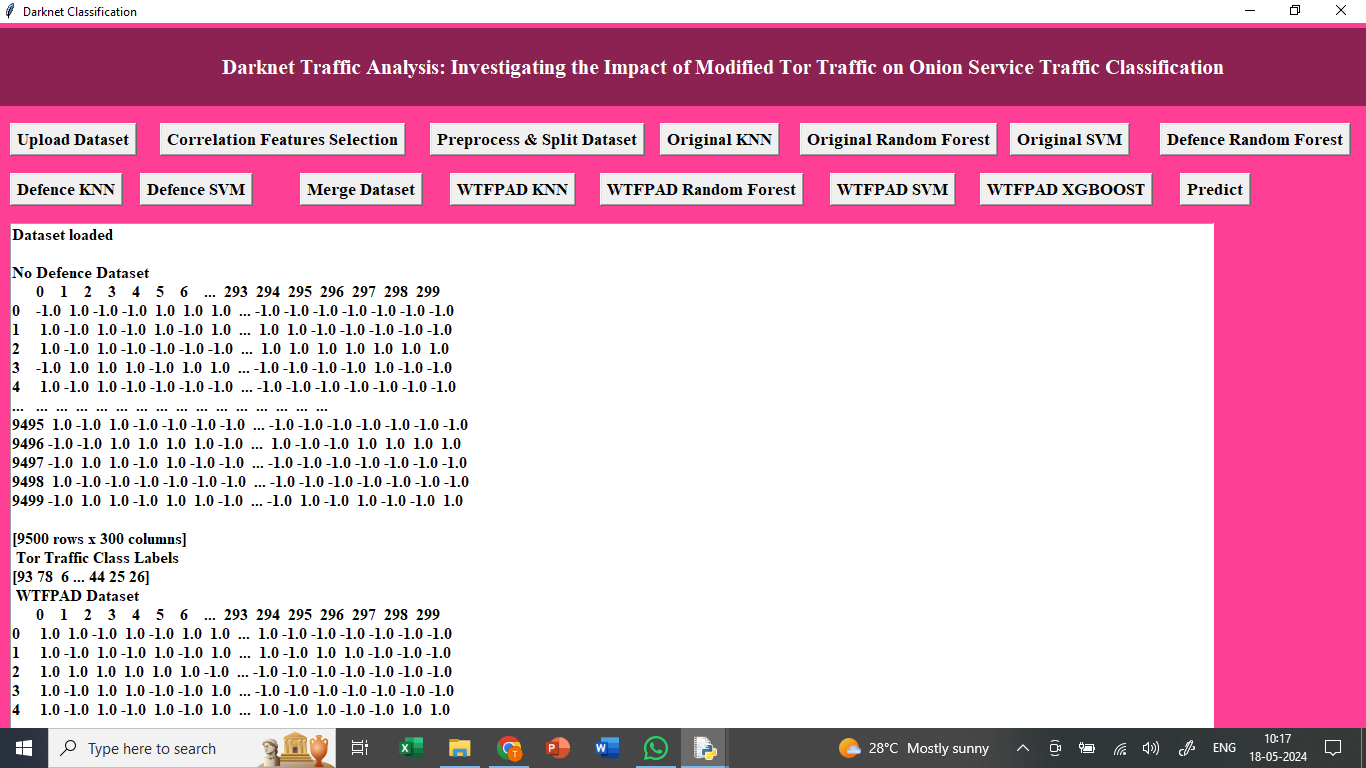 Darknet Classification
Darknet Traffic Analysis: Investigating the Impact of Modified Tor Traffic on Onion Service Traffic Classification
Upload Dataset Correlation Features Selection Preprocess & Split Dataset Original KNN Original Random Forest Original SVM Defence Random Forest
Defence KNN Defence SVM Merge Dataset WTFPAD KNN WTFPAD Random Forest WTFPAD SVM WTFPAD XGBOOST Predict
Dataset loaded
No Defence Dataset
0 1 2 3 4 5 6 ... 293 294 295 296 297 298 299
0 -1.0 1.0 -1.0 -1.0 1.0 1.0 1.0 ... -1.0 -1.0 -1.0 -1.0 -1.0 -1.0 -1.0
1 1.0 -1.0 1.0 -1.0 1.0 -1.0 1.0 ... 1.0 1.0 -1.0 -1.0 -1.0 -1.0 -1.0
2 1.0 -1.0 1.0 -1.0 -1.0 -1.0 -1.0 ... 1.0 1.0 1.0 1.0 1.0 1.0 1.0
3 -1.0 1.0 1.0 1.0 -1.0 1.0 1.0 ... -1.0 -1.0 -1.0 -1.0 1.0 -1.0 -1.0
4 1.0 -1.0 1.0 -1.0 -1.0 -1.0 -1.0 ... -1.0 -1.0 -1.0 -1.0 -1.0 -1.0 -1.0
... ... ... ... ... ... ... ... ... ... ... ... ... ... ... ...
9495 1.0 -1.0 1.0 -1.0 -1.0 -1.0 -1.0 ... -1.0 -1.0 -1.0 -1.0 -1.0 -1.0 -1.0
9496 -1.0 -1.0 1.0 1.0 1.0 1.0 -1.0 ... 1.0 -1.0 -1.0 1.0 1.0 1.0 1.0
9497 -1.0 1.0 1.0 -1.0 1.0 -1.0 -1.0 ... -1.0 -1.0 -1.0 -1.0 -1.0 -1.0 -1.0
9498 1.0 -1.0 -1.0 -1.0 -1.0 -1.0 -1.0 ... -1.0 -1.0 -1.0 -1.0 -1.0 -1.0 -1.0
9499 -1.0 1.0 1.0 -1.0 1.0 1.0 -1.0 ... -1.0 1.0 -1.0 1.0 -1.0 -1.0 1.0
[9500 rows x 300 columns]
Tor Traffic Class Labels
[93 78 6 ... 44 25 26]
WTFPAD Dataset
0 1 2 3 4 5 6 ... 293 294 295 296 297 298 299
0 1.0 1.0 -1.0 1.0 -1.0 1.0 1.0 ... 1.0 -1.0 -1.0 -1.0 -1.0 -1.0 -1.0
1 1.0 -1.0 1.0 -1.0 1.0 -1.0 1.0 ... 1.0 -1.0 1.0 1.0 -1.0 -1.0 -1.0
2 1.0 1.0 1.0 1.0 1.0 1.0 -1.0 ... -1.0 -1.0 -1.0 -1.0 -1.0 -1.0 -1.0
3 1.0 -1.0 1.0 1.0 -1.0 -1.0 1.0 ... -1.0 -1.0 -1.0 -1.0 -1.0 -1.0 -1.0
4 1.0 -1.0 1.0 -1.0 1.0 -1.0 1.0 ... 1.0 -1.0 1.0 -1.0 -1.0 1.0 1.0
Type here to search 28°C Mostly sunny ENG 10:17
18-05-2024